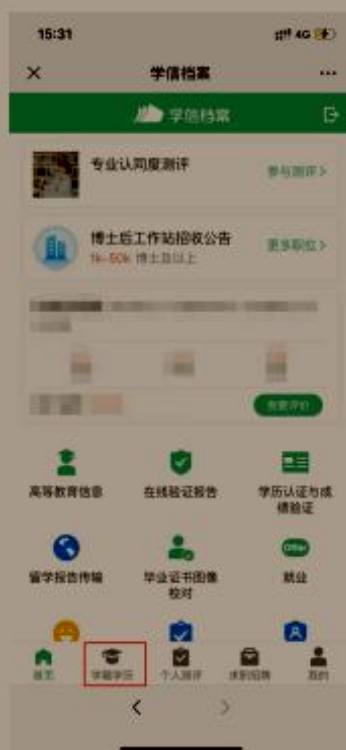 15:31
4G
学信档案
学信档案
专业认同度测评
参与测评
博士后工作站招收公告
更多职位
1k-80k 博士及以上
我要评价
高等教育信息
在线验证报告
学历认证与成
绩验证
Offer
留学报告传输
毕业证书图像
校对
就业
首页
学籍学历
个人测评
求职招聘
我的